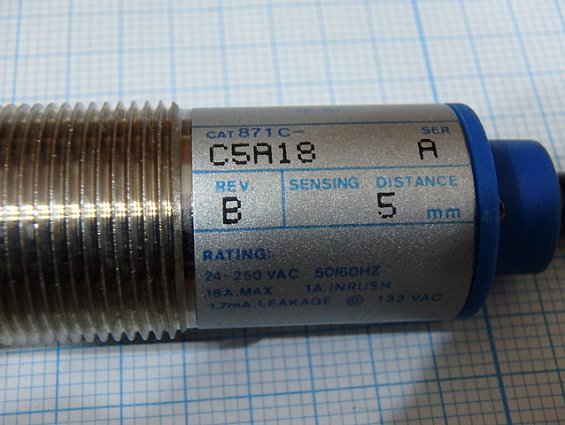 CAT 871C- SER
C5A18 A
REV. SENSING DISTANCE
B 5 mm
RATING:
24-250 VAC 50/60HZ
.18A.MAX 1A.INRUSH
1.7mA.LEAKAGE @ 132 VAC